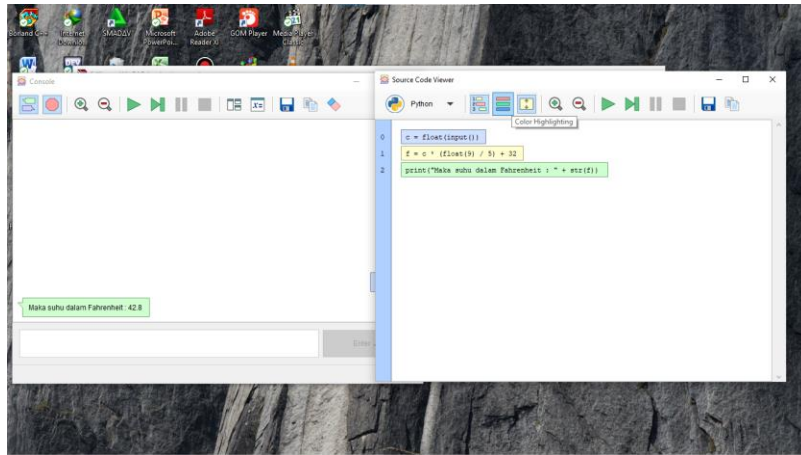 Borland C++
Internet
Downloa...
SMADAV
Microsoft
PowerPoi...
Adobe
Reader XI
GOM Player
Media Player
Classic
Console
Maka suhu dalam Fahrenheit : 42.8
Enter
Source Code Viewer
Python
Color Highlighting
0 c = float(input())
1 f = c * (float(9) / 5) + 32
2 print("Maka suhu dalam Fahrenheit : " + str(f))